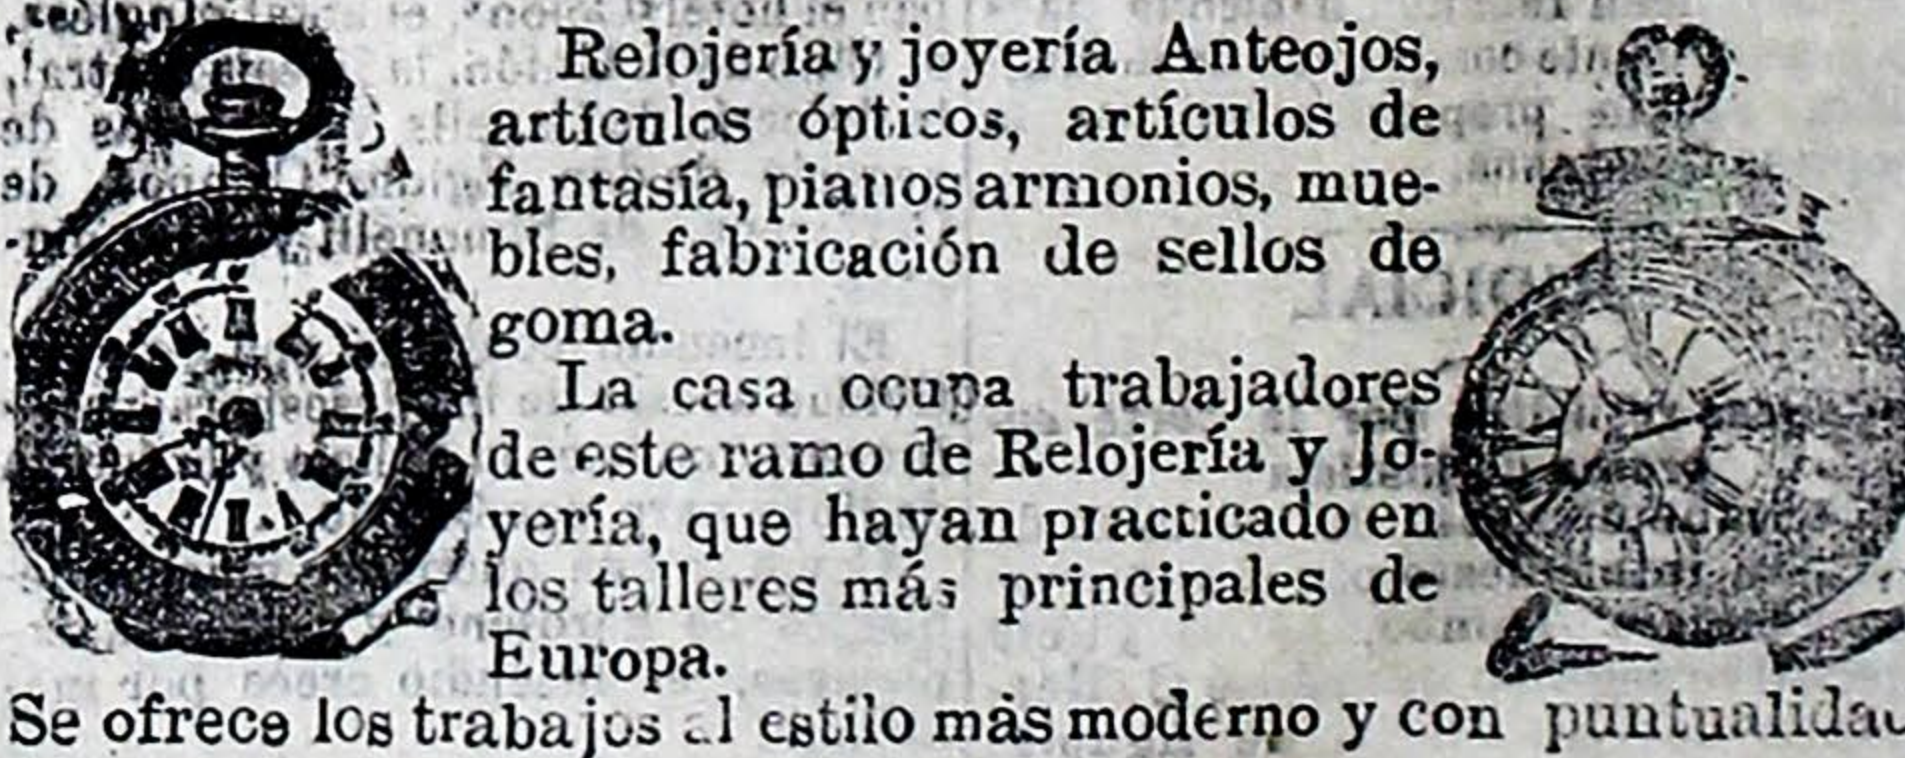 Relojería y joyería Anteojos,
artículos ópticos, artículos de
fantasía, pianos armonios, mue-
bles, fabricación de sellos de
goma.
La casa ocupa trabajadores
de este ramo de Relojería y Jo-
yería, que hayan practicado en
los talleres más principales de
Europa.
Se ofrece los trabajos al estilo más moderno y con puntualidad